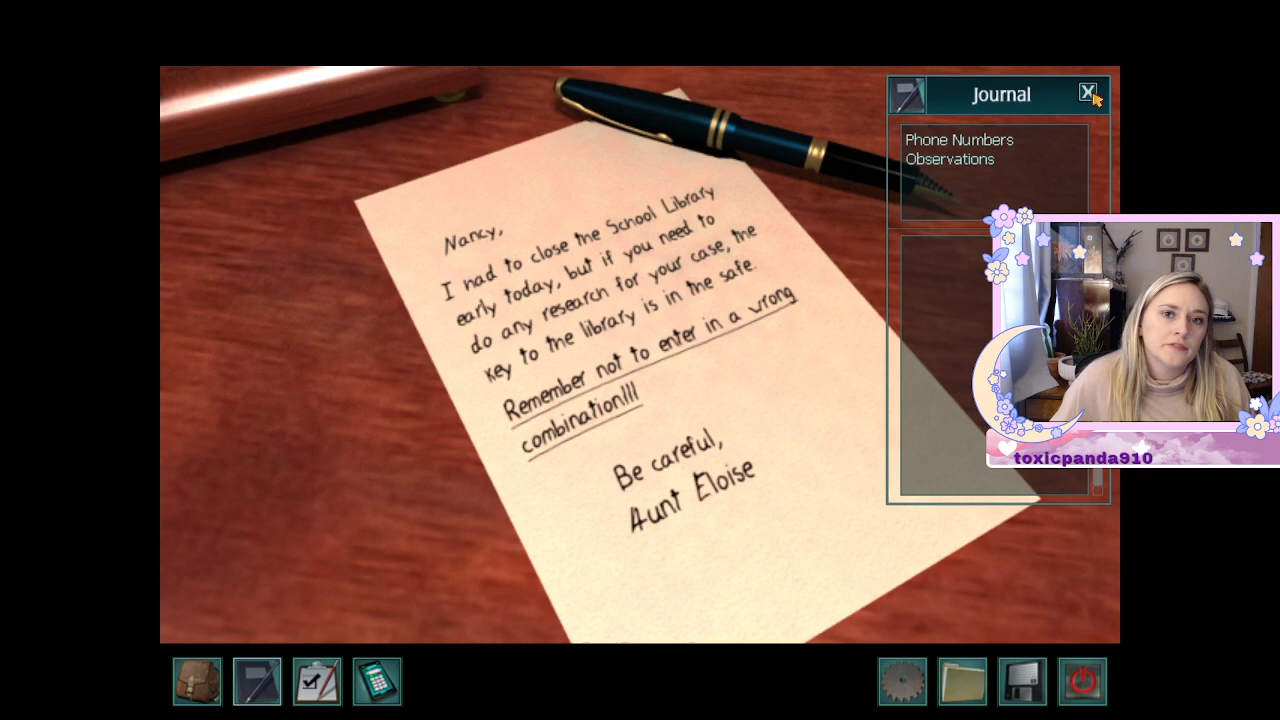 Journal
X
Phone Numbers
Observations
Nancy,
I had to close the School Library
early today, but if you need to
do any research for your case, the
key to the library is in the safe.
Remember not to enter in a wrong
combination!!!
Be careful,
Aunt Eloise
toxicpanda910